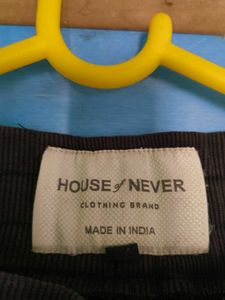 HOUSE of NEVER
CLOTHING BRAND
MADE IN INDIA